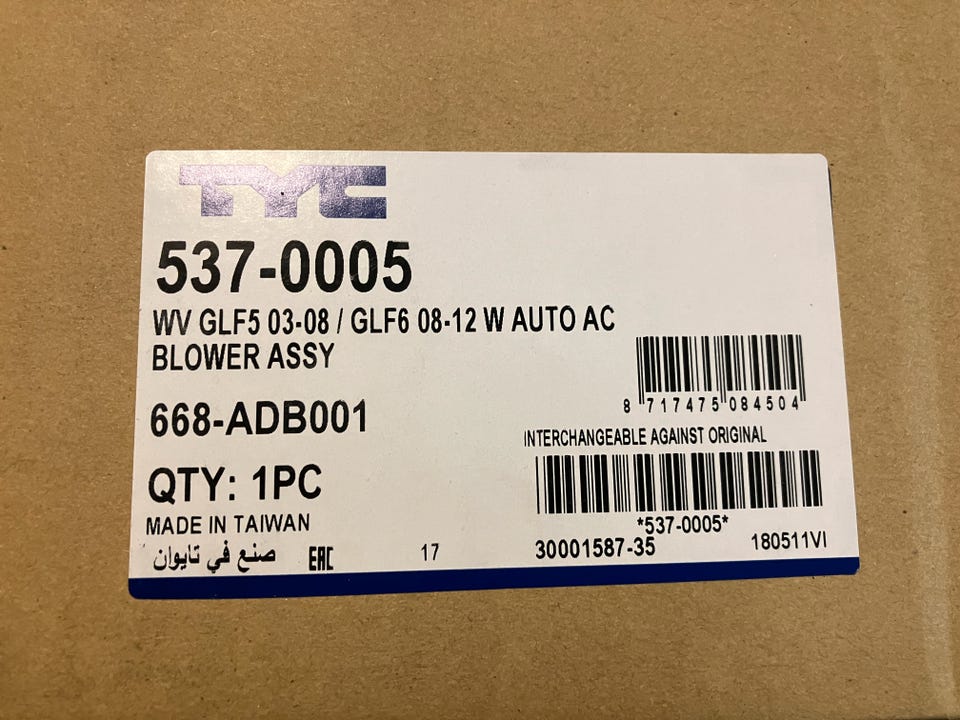 TYC
537-0005
WV GLF5 03-08 / GLF6 08-12 W AUTO AC
BLOWER ASSY
8 717475 084504
668-ADB001
INTERCHANGEABLE AGAINST ORIGINAL
QTY: 1PC
*537-0005*
MADE IN TAIWAN
صنع في تايوان
EAC
17
30001587-35
180511VI